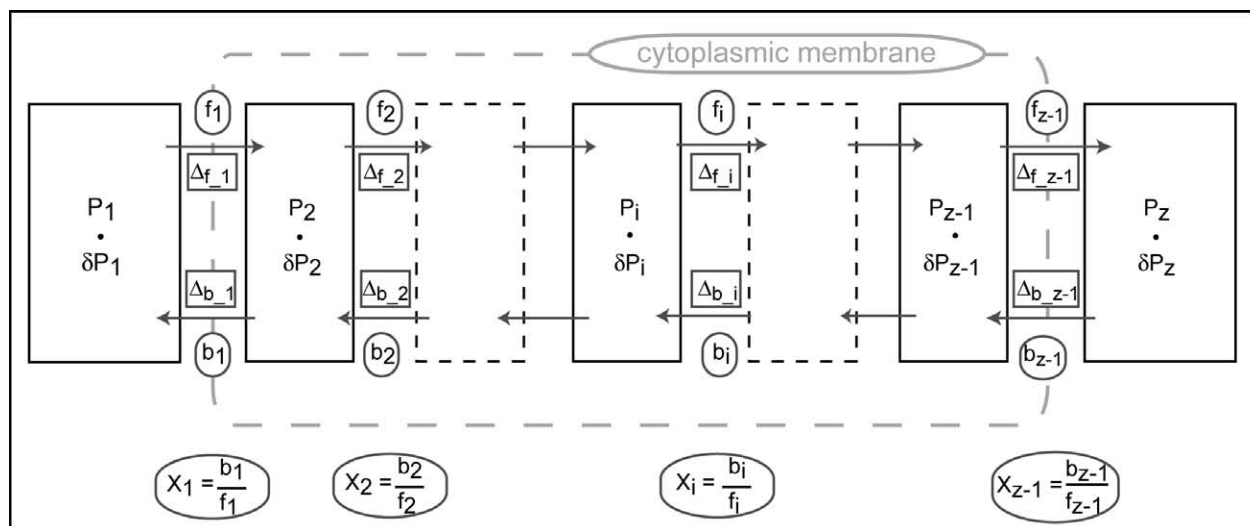 cytoplasmic membrane
f1 f2 fi fz-1
Δf_1 Δf_2 Δf_i Δf_z-1
P1 P2 Pi Pz-1 Pz
• • • • •
δP1 δP2 δPi δPz-1 δPz
Δb_1 Δb_2 Δb_i Δb_z-1
b1 b2 bi bz-1
X1 = b1/f1 X2 = b2/f2 Xi = bi/fi Xz-1 = bz-1/fz-1